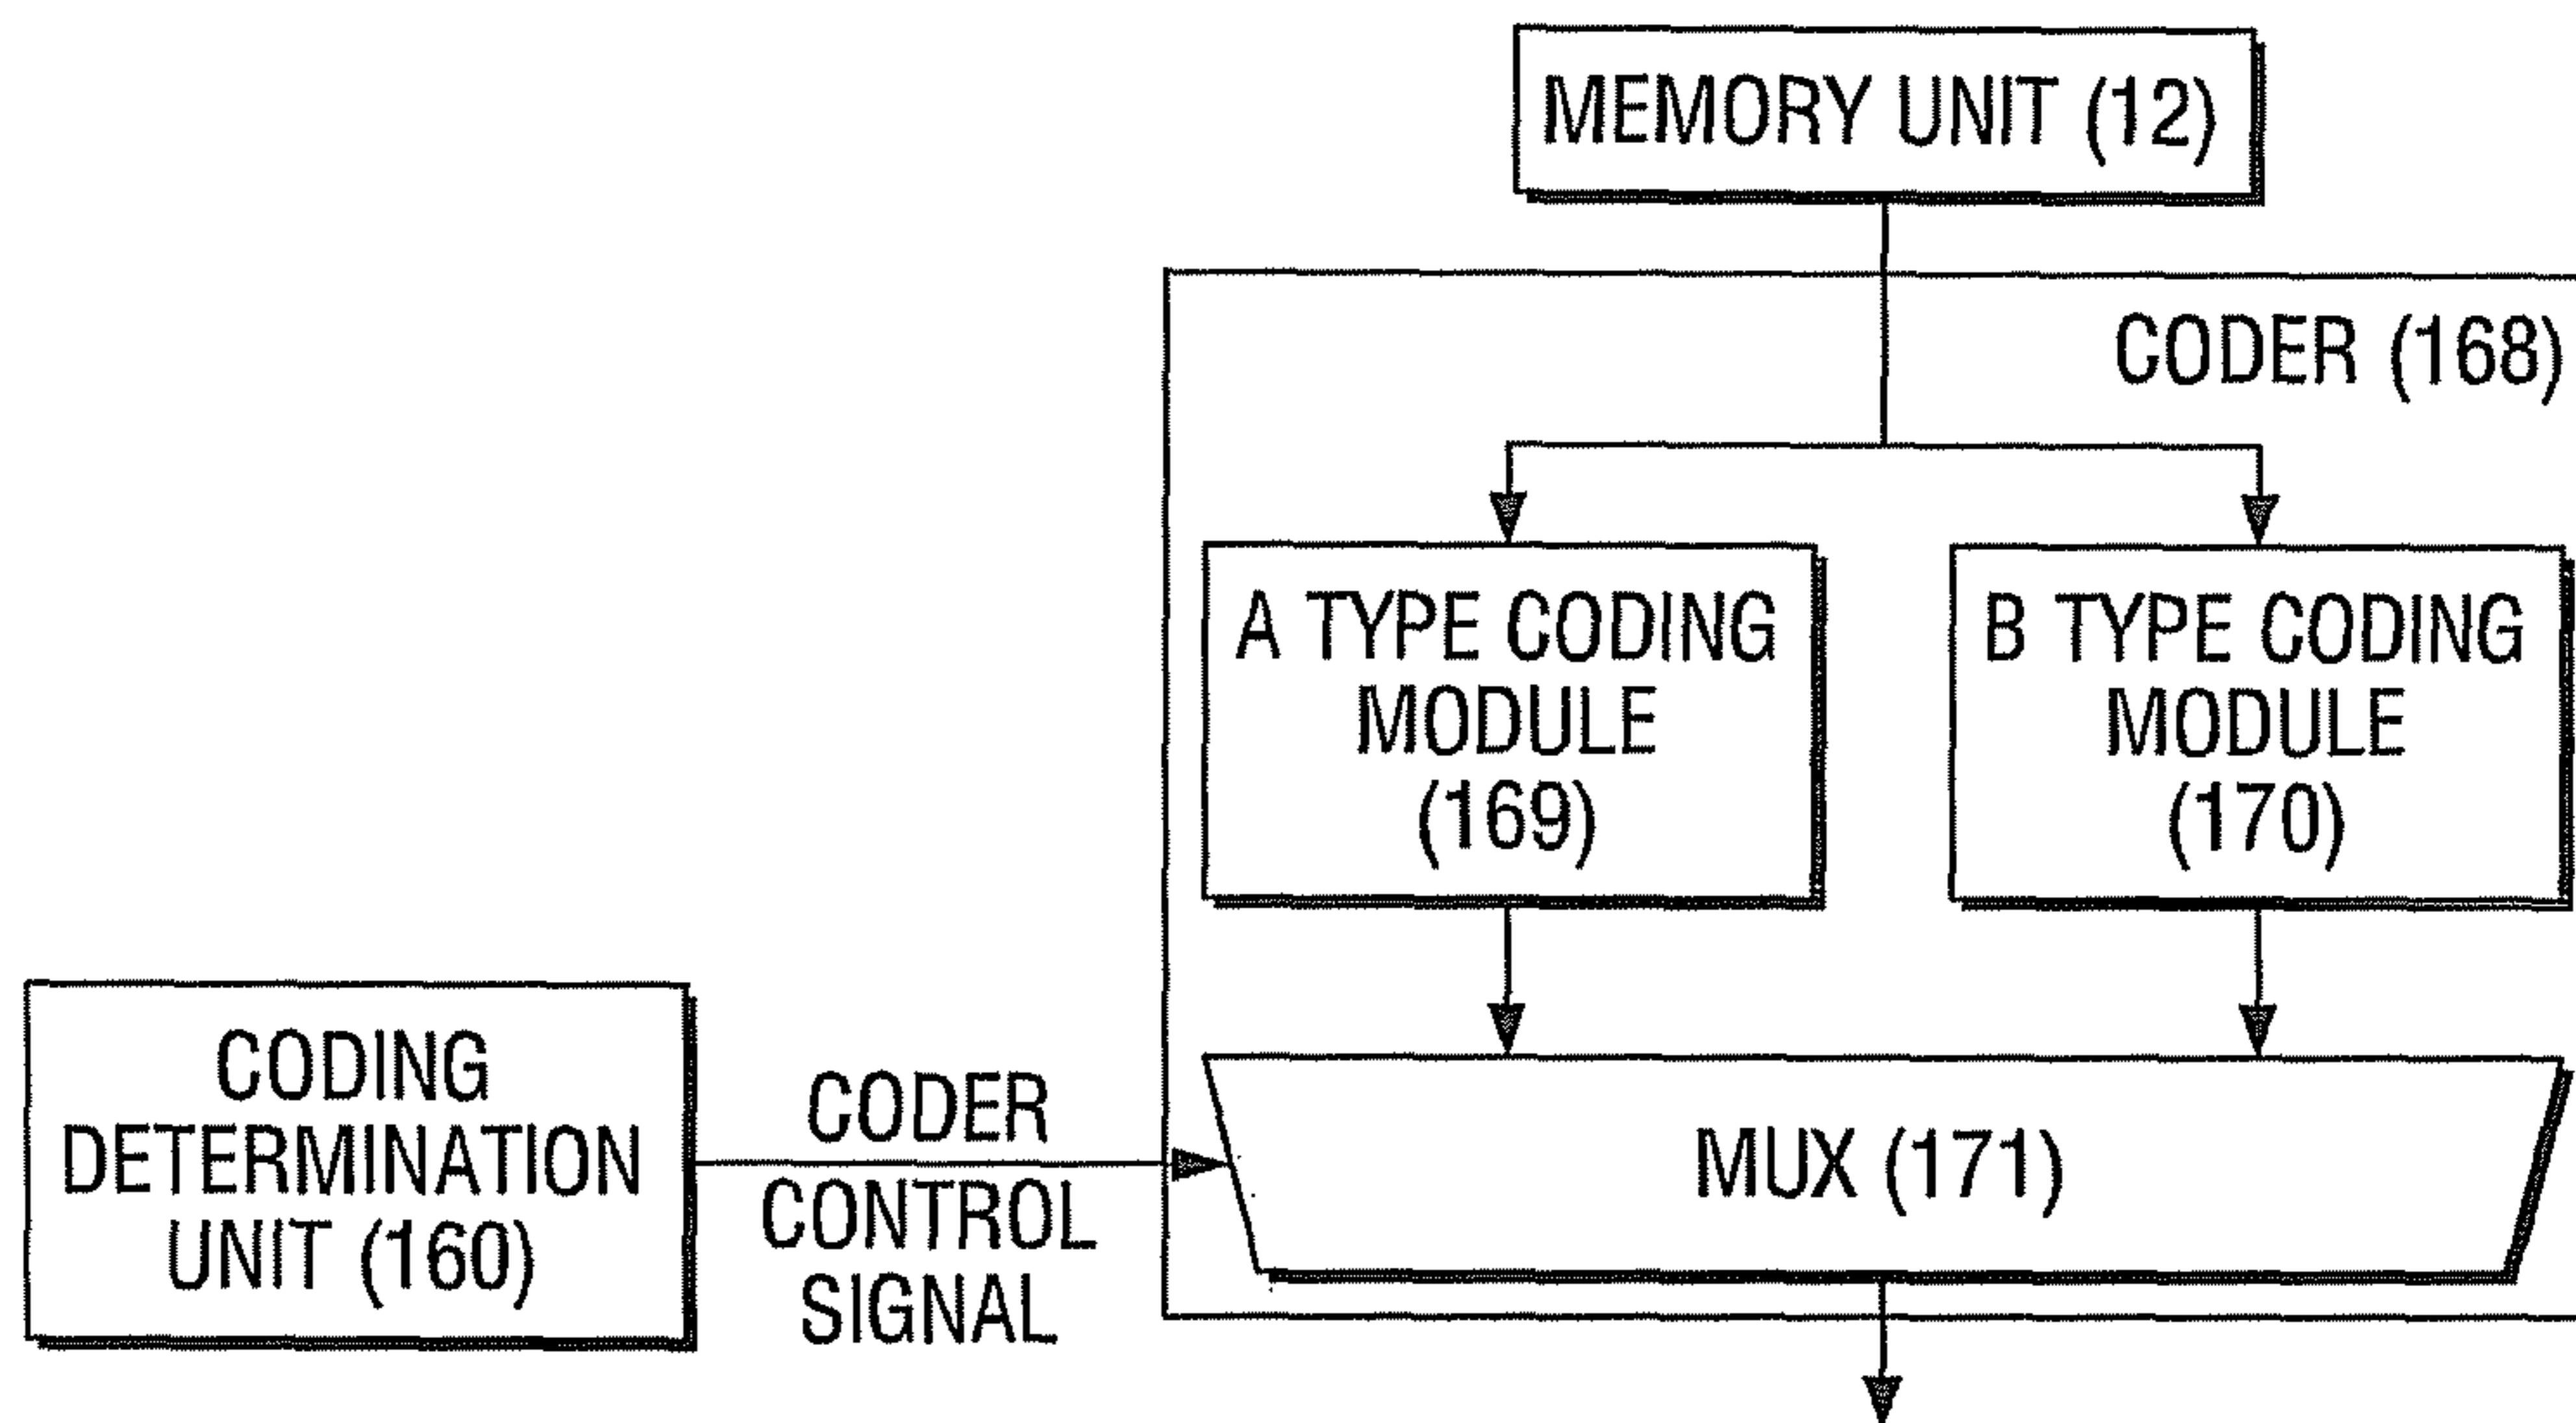 MEMORY UNIT (12)
CODER (168)
A TYPE CODING
MODULE
(169)
B TYPE CODING
MODULE
(170)
CODING
DETERMINATION
UNIT (160)
CODER
CONTROL
SIGNAL
MUX (171)